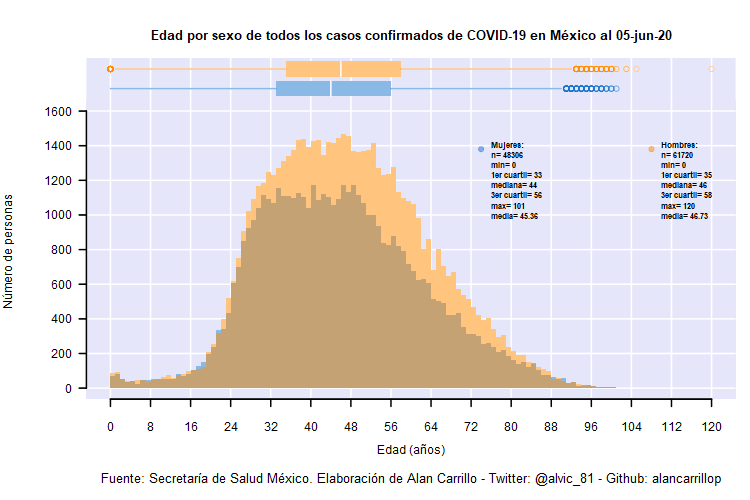 Edad por sexo de todos los casos confirmados de COVID-19 en México al 05-jun-20
Número de personas
1600
1400
1200
1000
800
600
400
200
0
Mujeres:
n= 48306
min= 0
1er cuartil= 33
mediana= 44
3er cuartil= 56
max= 101
media= 45.36
Hombres:
n= 61720
min= 0
1er cuartil= 35
mediana= 46
3er cuartil= 58
max= 120
media= 46.73
0 8 16 24 32 40 48 56 64 72 80 88 96 104 112 120
Edad (años)
Fuente: Secretaría de Salud México. Elaboración de Alan Carrillo - Twitter: @alvic_81 - Github: alancarrillop